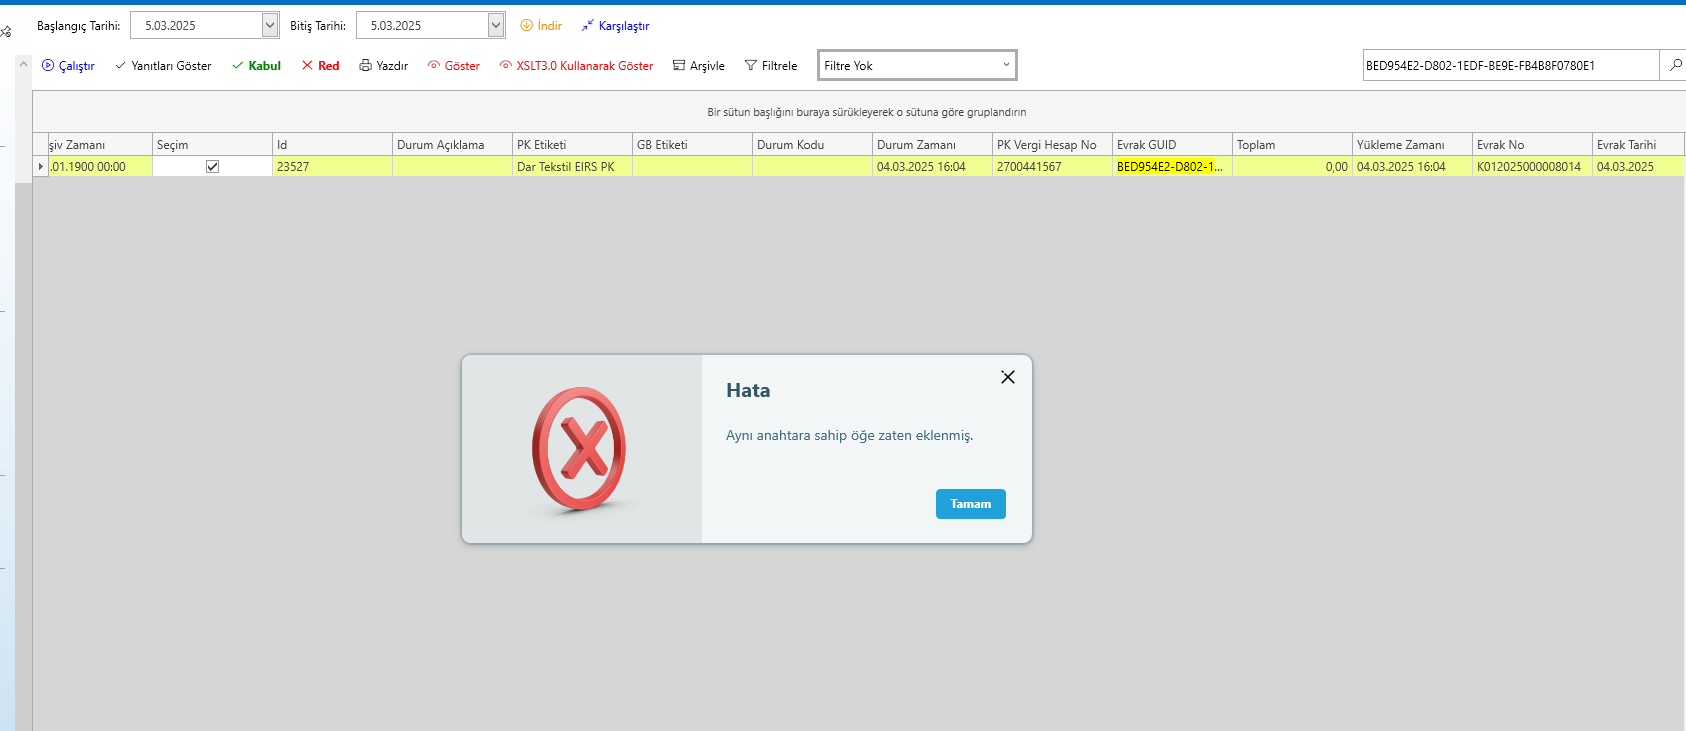 Başlangıç Tarihi: 5.03.2025 Bitiş Tarihi: 5.03.2025 İndir Karşılaştır
Çalıştır Yanıtları Göster Kabul Red Yazdır Göster XSLT3.0 Kullanarak Göster Arşivle Filtrele Filtre Yok BED954E2-D802-1EDF-BE9E-FB4B8F0780E1
Bir sütun başlığını buraya sürükleyerek o sütuna göre gruplandırın
şiv Zamanı Seçim Id Durum Açıklama PK Etiketi GB Etiketi Durum Kodu Durum Zamanı PK Vergi Hesap No Evrak GUID Toplam Yükleme Zamanı Evrak No Evrak Tarihi
.01.1900 00:00 23527 Dar Tekstil EIRS PK 04.03.2025 16:04 2700441567 BED954E2-D802-1... 0,00 04.03.2025 16:04 K012025000008014 04.03.2025
Hata
Aynı anahtara sahip öğe zaten eklenmiş.
Tamam